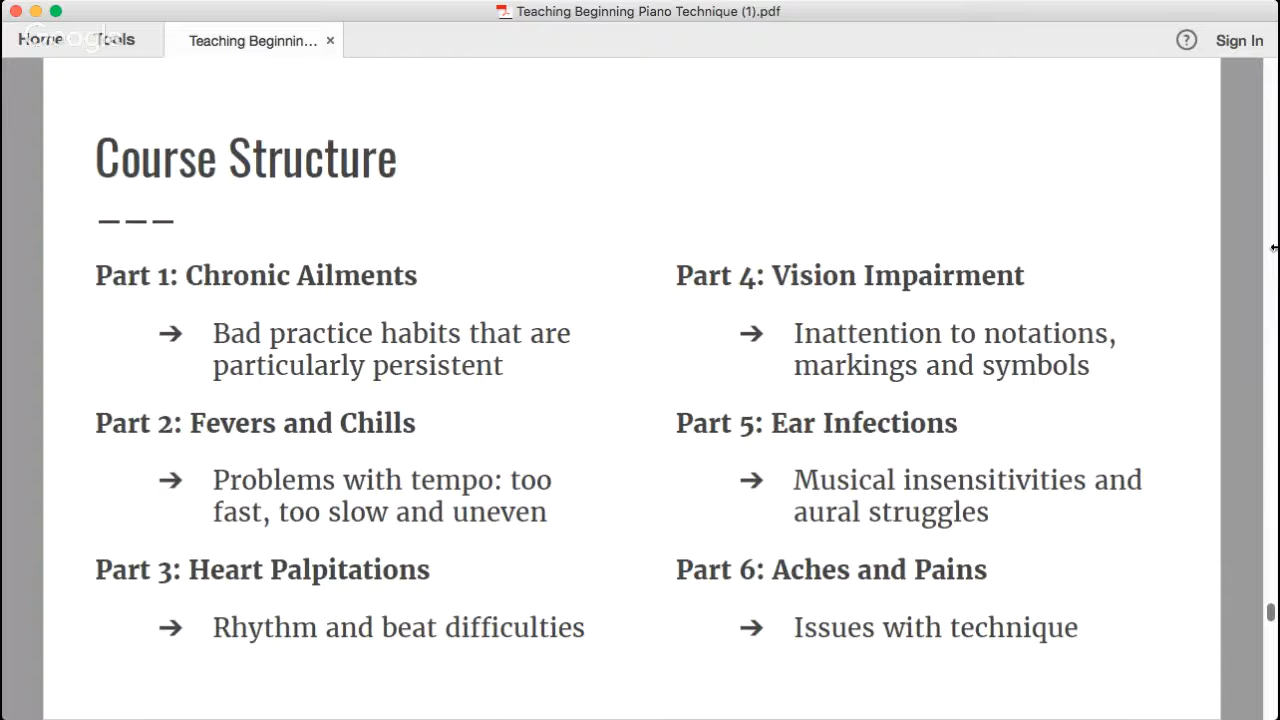 Teaching Beginning Piano Technique (1).pdf
Home
Tools
Google
Teaching Beginnin... ×
? Sign In
Course Structure
———
Part 1: Chronic Ailments
➔ Bad practice habits that are
particularly persistent
Part 2: Fevers and Chills
➔ Problems with tempo: too
fast, too slow and uneven
Part 3: Heart Palpitations
➔ Rhythm and beat difficulties
Part 4: Vision Impairment
➔ Inattention to notations,
markings and symbols
Part 5: Ear Infections
➔ Musical insensitivities and
aural struggles
Part 6: Aches and Pains
➔ Issues with technique